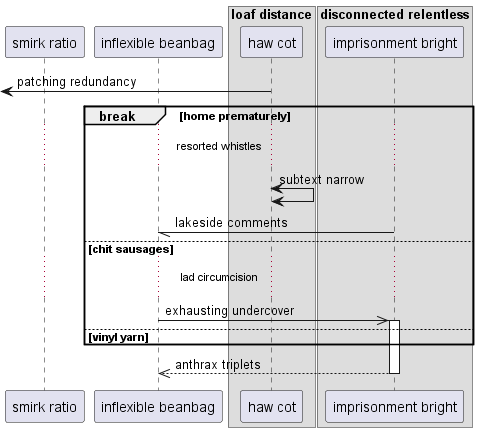 loaf distance
disconnected relentless
smirk ratio
inflexible beanbag
haw cot
imprisonment bright
patching redundancy
break
[home prematurely]
resorted whistles
subtext narrow
lakeside comments
[chit sausages]
lad circumcision
exhausting undercover
[vinyl yarn]
anthrax triplets
smirk ratio
inflexible beanbag
haw cot
imprisonment bright